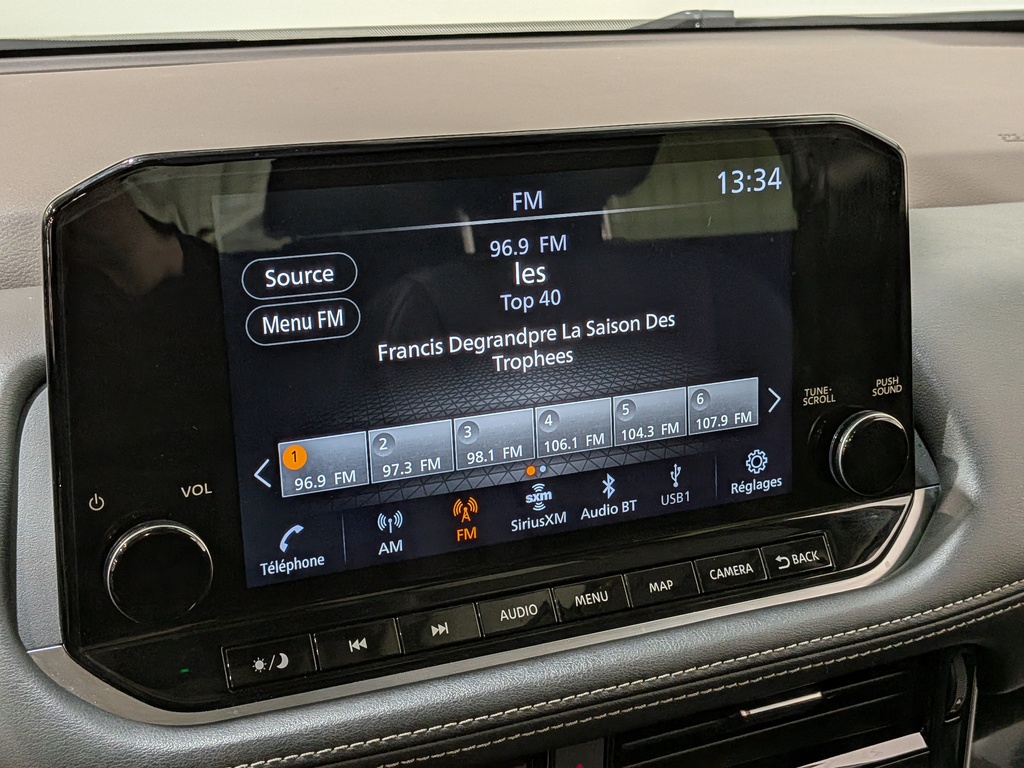 FM
13:34
96.9 FM
les
Top 40
Francis Degrandpre La Saison Des
Trophees
Source
Menu FM
1
96.9 FM
2
97.3 FM
3
98.1 FM
4
106.1 FM
5
104.3 FM
6
107.9 FM
Téléphone
AM
FM
sxm
SiriusXM
Audio BT
USB1
Réglages
VOL
TUNE·
SCROLL
PUSH
SOUND
AUDIO
MENU
MAP
CAMERA
BACK